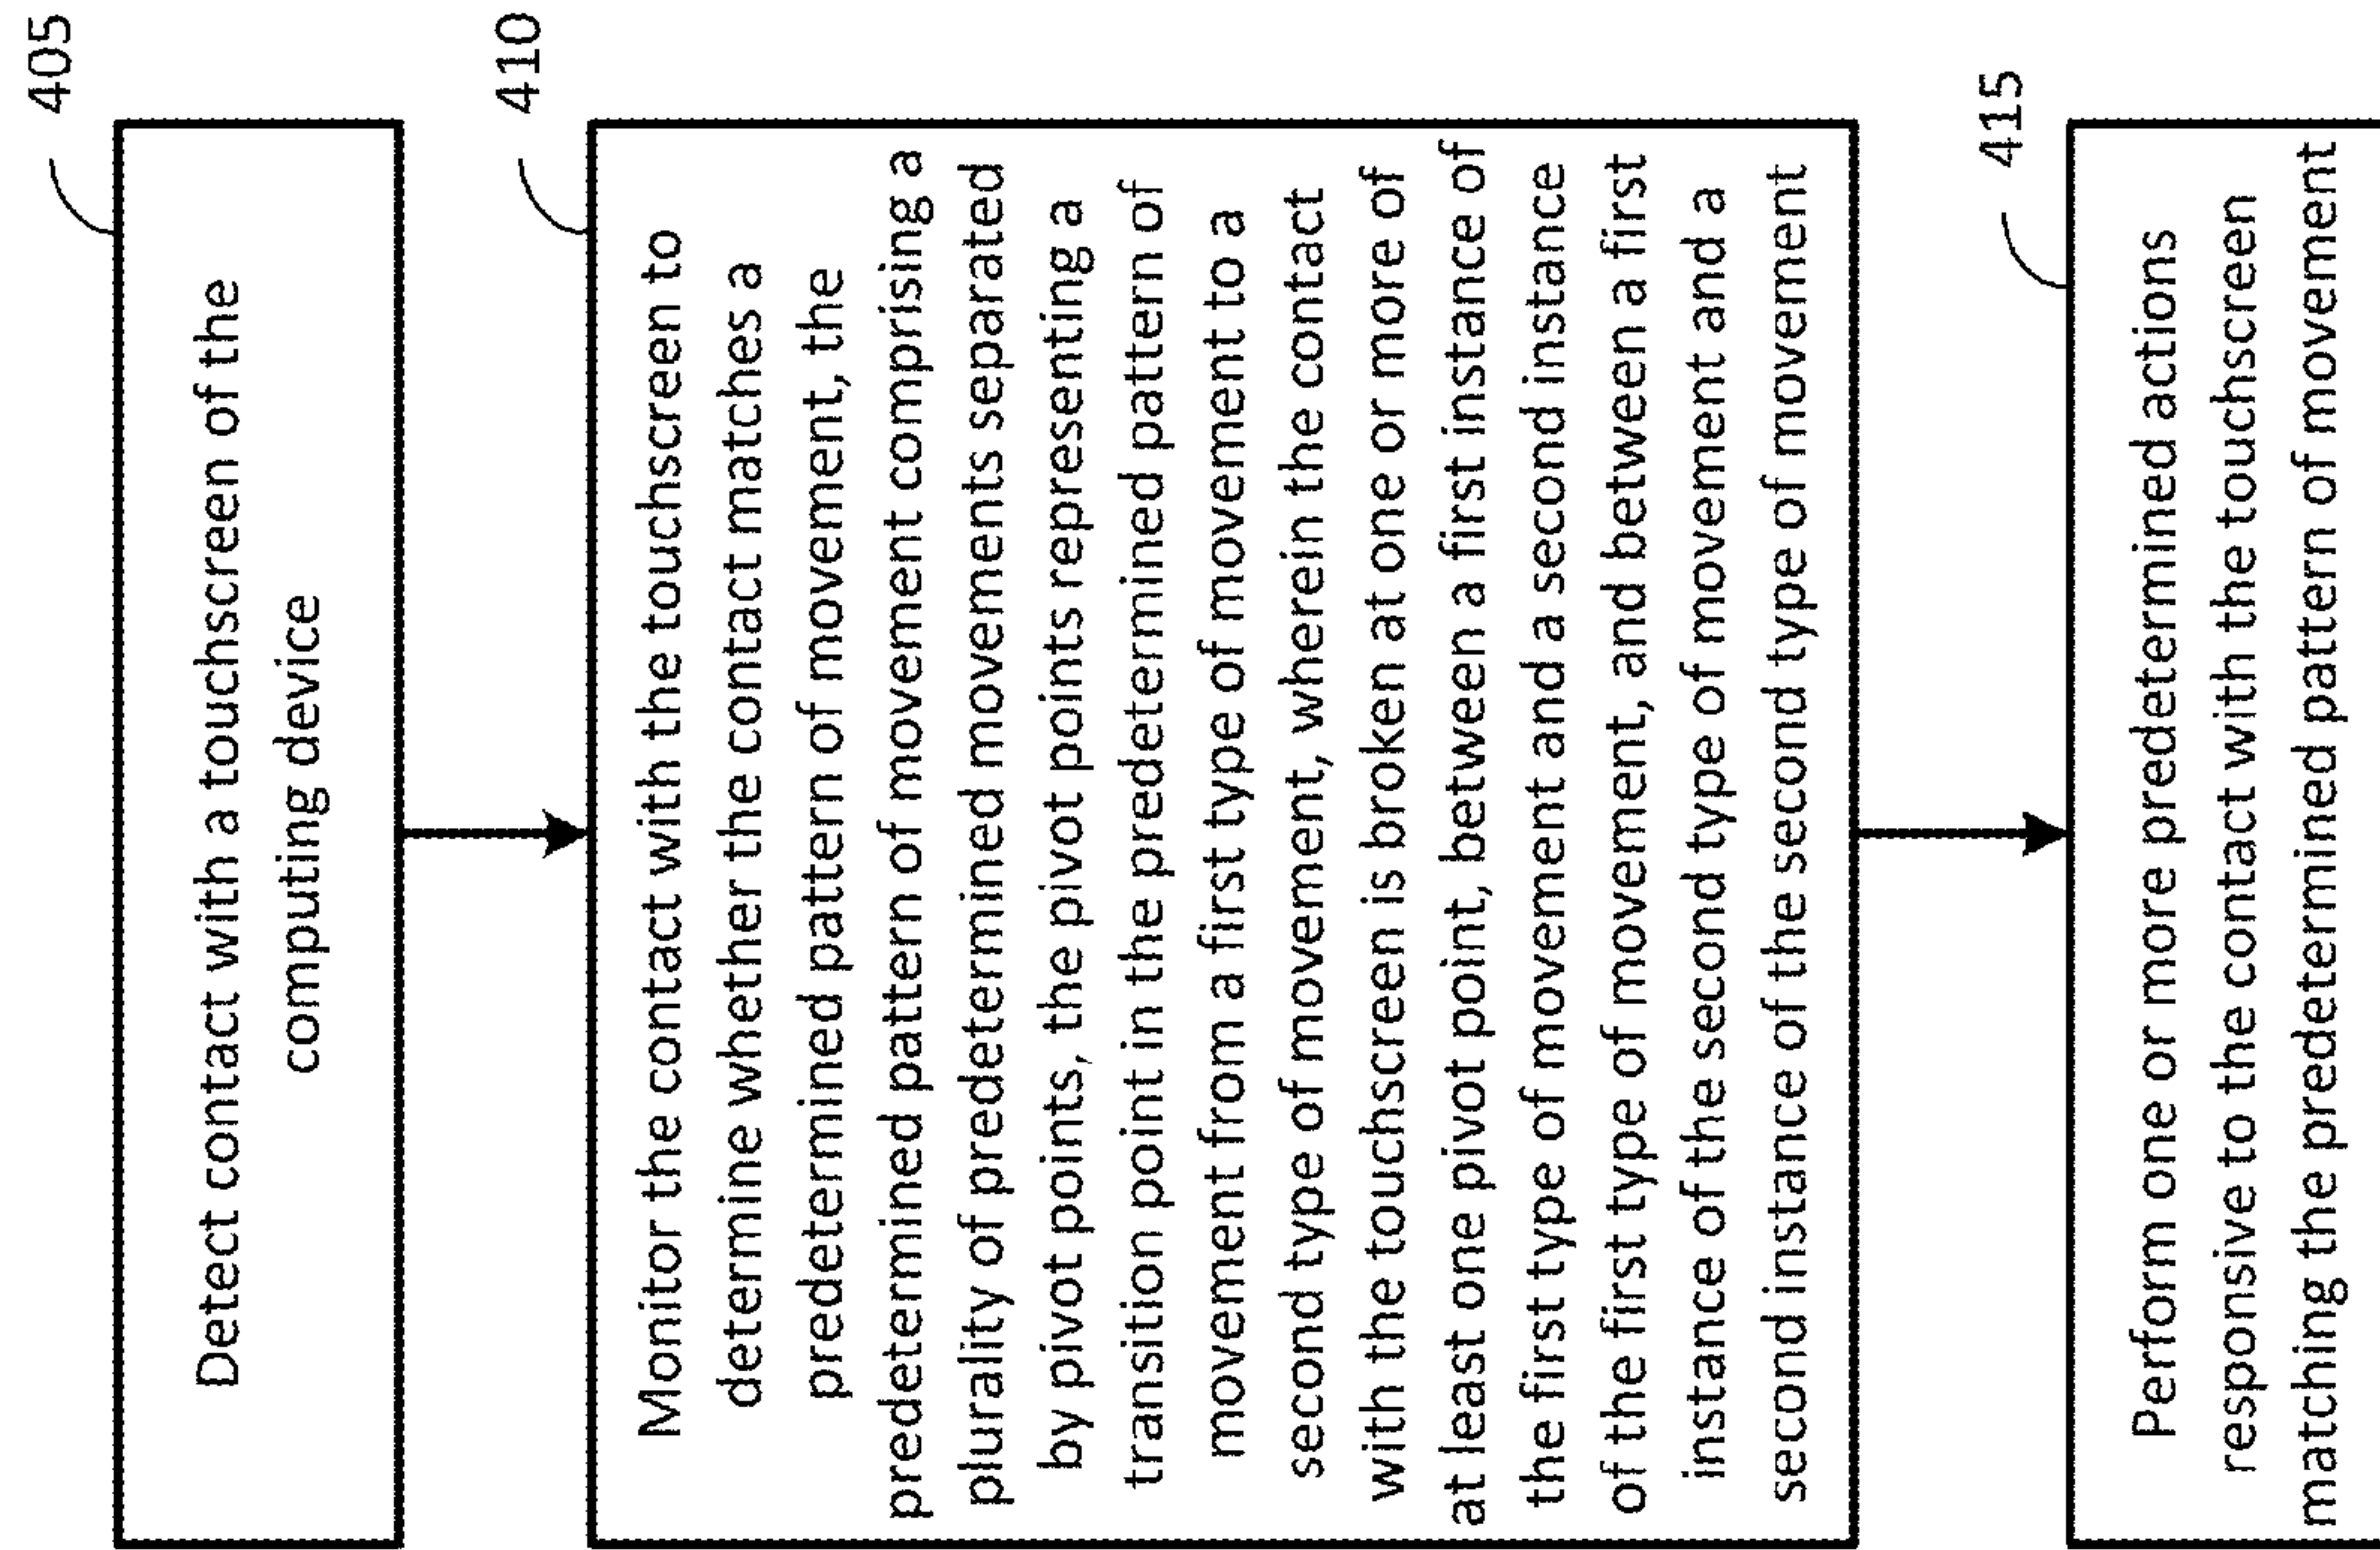 405
Detect contact with a touchscreen of the
computing device
410
Monitor the contact with the touchscreen to
determine whether the contact matches a
predetermined pattern of movement, the
predetermined pattern of movement comprising a
plurality of predetermined movements separated
by pivot points, the pivot points representing a
transition point in the predetermined pattern of
movement from a first type of movement to a
second type of movement, wherein the contact
with the touchscreen is broken at one or more of
at least one pivot point, between a first instance of
the first type of movement and a second instance
of the first type of movement, and between a first
instance of the second type of movement and a
second instance of the second type of movement
415
Perform one or more predetermined actions
responsive to the contact with the touchscreen
matching the predetermined pattern of movement